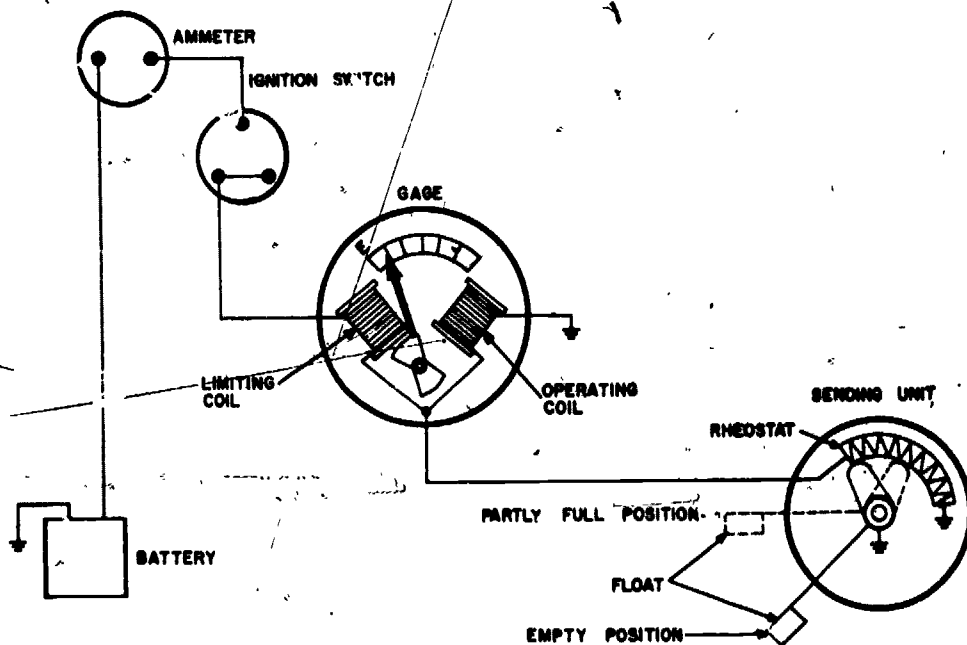 AMMETER
IGNITION SWITCH
GAGE
E
LIMITING
COIL
OPERATING
COIL
SENDING UNIT
RHEOSTAT
PARTLY FULL POSITION
BATTERY
FLOAT
EMPTY POSITION